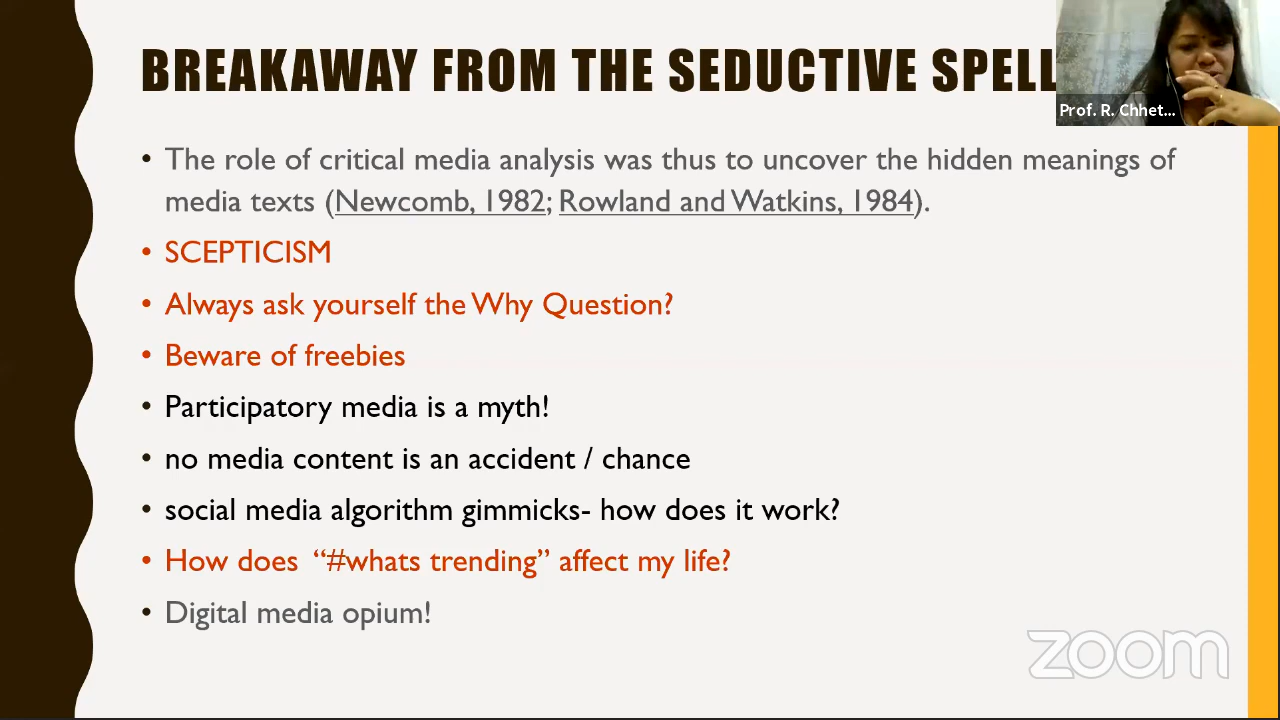 BREAKAWAY FROM THE SEDUCTIVE SPELL
Prof. R. Chhet...
• The role of critical media analysis was thus to uncover the hidden meanings of
media texts (Newcomb, 1982; Rowland and Watkins, 1984).
• SCEPTICISM
• Always ask yourself the Why Question?
• Beware of freebies
• Participatory media is a myth!
• no media content is an accident / chance
• social media algorithm gimmicks- how does it work?
• How does “#whats trending” affect my life?
• Digital media opium!
zoom